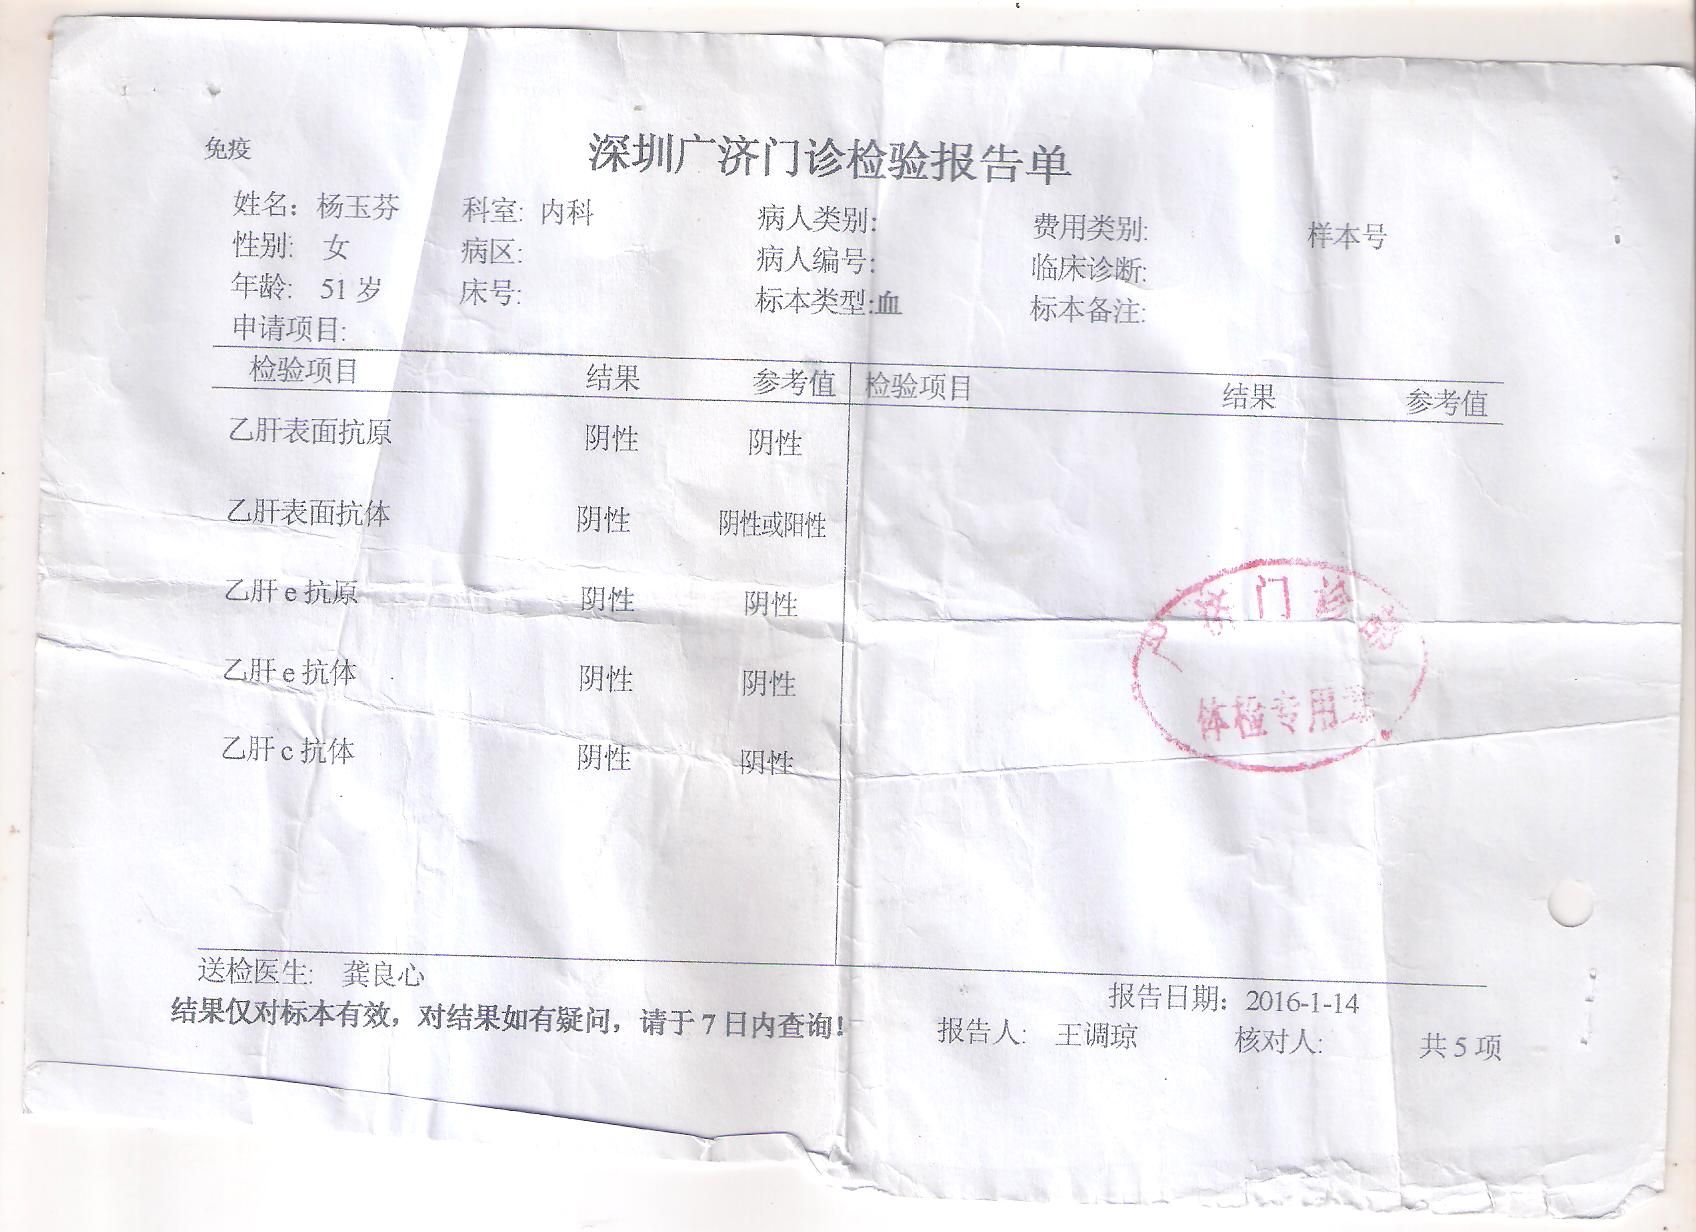 免疫
深圳广济门诊检验报告单
姓名：杨玉芬 科室: 内科 病人类别: 费用类别: 样本号
性别: 女 病区: 病人编号: 临床诊断:
年龄: 51 岁 床号: 标本类型:血 标本备注:
申请项目:
检验项目 结果 参考值 检验项目 结果 参考值
乙肝表面抗原 阴性 阴性
乙肝表面抗体 阴性 阴性或阳性
乙肝 e 抗原 阴性 阴性
乙肝 e 抗体 阴性 阴性
乙肝 c 抗体 阴性 阴性
广济门诊部
体检专用章
送检医生: 龚良心
报告日期：2016-1-14
结果仅对标本有效，对结果如有疑问，请于 7 日内查询！
报告人: 王调琼 核对人: 共 5 项